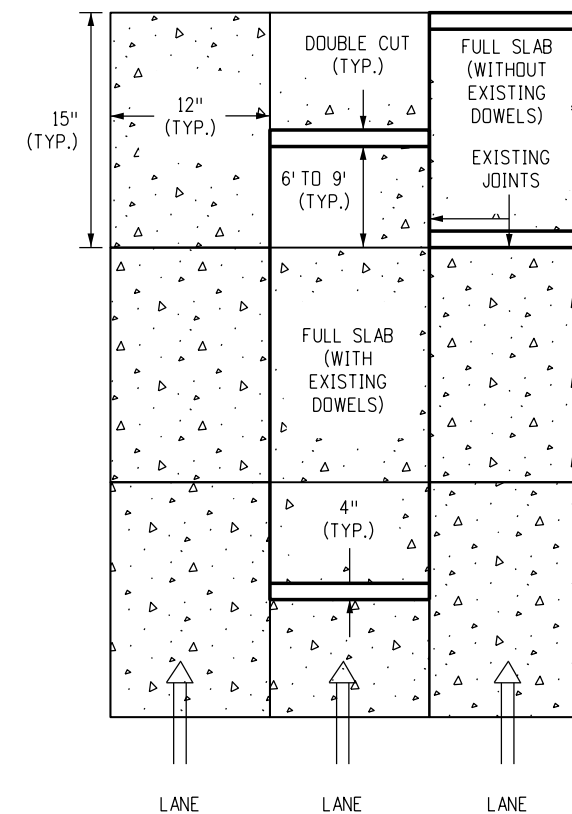 DOUBLE CUT
(TYP.)
FULL SLAB
(WITHOUT
EXISTING
DOWELS)
15"
(TYP.)
12"
(TYP.)
EXISTING
JOINTS
6' TO 9'
(TYP.)
FULL SLAB
(WITH
EXISTING
DOWELS)
4"
(TYP.)
LANE
LANE
LANE